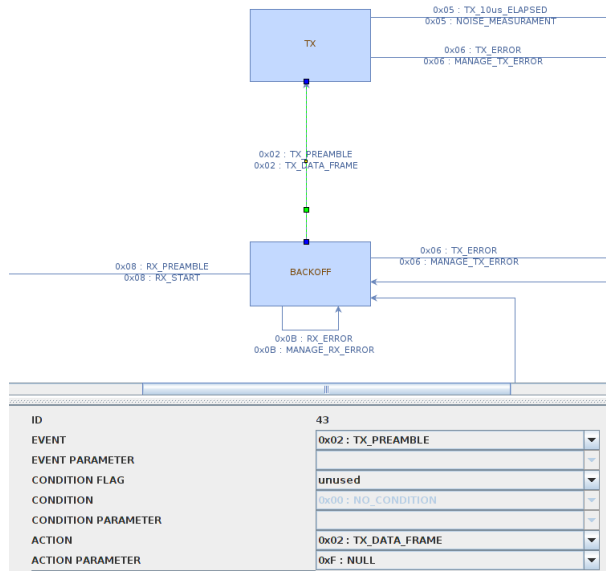 0x05 : TX_10us_ELAPSED
0x05 : NOISE_MEASUREMENT
TX
0x06 : TX_ERROR
0x06 : MANAGE_TX_ERROR
0x02 : TX_PREAMBLE
0x02 : TX_DATA_FRAME
0x08 : RX_PREAMBLE
0x08 : RX_START
BACKOFF
0x06 : TX_ERROR
0x06 : MANAGE_TX_ERROR
0x0B : RX_ERROR
0x0B : MANAGE_RX_ERROR
ID 43
EVENT 0x02 : TX_PREAMBLE
EVENT PARAMETER
CONDITION FLAG unused
CONDITION 0x00 : NO_CONDITION
CONDITION PARAMETER
ACTION 0x02 : TX_DATA_FRAME
ACTION PARAMETER 0xF : NULL